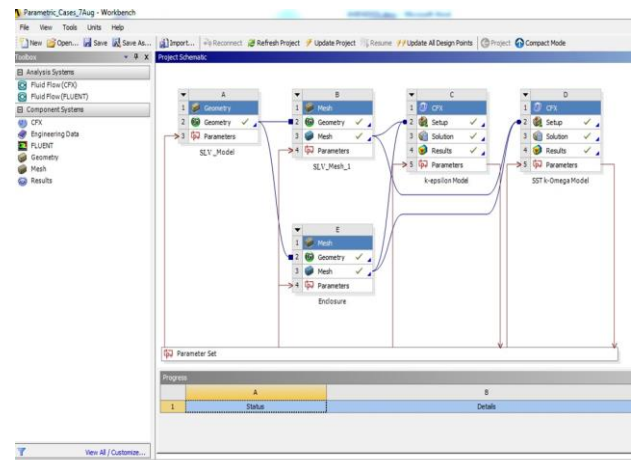 Parametric_Cases_7Aug - Workbench
File View Tools Units Help
New Open... Save Save As... Import... Reconnect Refresh Project Update Project Resume Update All Design Points Project Compact Mode
Toolbox
Project Schematic
Analysis Systems
Fluid Flow (CFX)
Fluid Flow (FLUENT)
Component Systems
CFX
Engineering Data
FLUENT
Geometry
Mesh
Results
A
1 Geometry
2 Geometry
3 Parameters
SLV_Model
B
1 Mesh
2 Geometry
3 Mesh
4 Parameters
SLV_Mesh_1
C
1 CFX
2 Setup
3 Solution
4 Results
5 Parameters
k-epsilon Model
D
1 CFX
2 Setup
3 Solution
4 Results
5 Parameters
SST k-Omega Model
E
1 Mesh
2 Geometry
3 Mesh
4 Parameters
Enclosure
Parameter Set
Progress
A B
1 Status Details
View All / Customize...